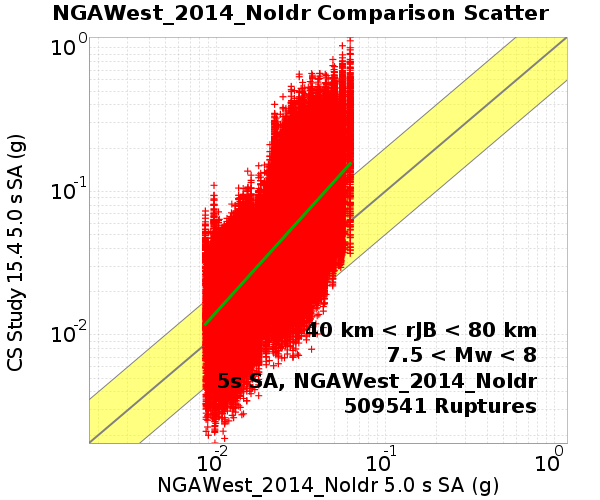 NGAWest_2014_NoIdr Comparison Scatter
CS Study 15.4 5.0 s SA (g)
10^0
10^-1
10^-2
40 km < rJB < 80 km
7.5 < Mw < 8
5s SA, NGAWest_2014_NoIdr
509541 Ruptures
10^-2 10^-1 10^0
NGAWest_2014_NoIdr 5.0 s SA (g)